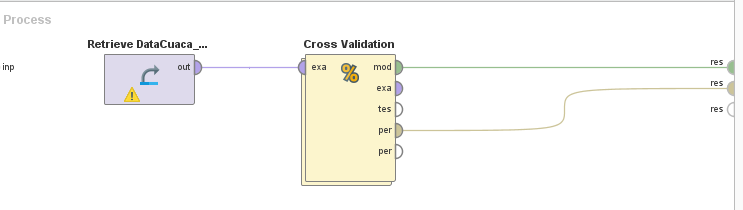 Process
Retrieve DataCuaca_...
Cross Validation
inp
out
exa
%
mod
res
exa
res
tes
res
per
per